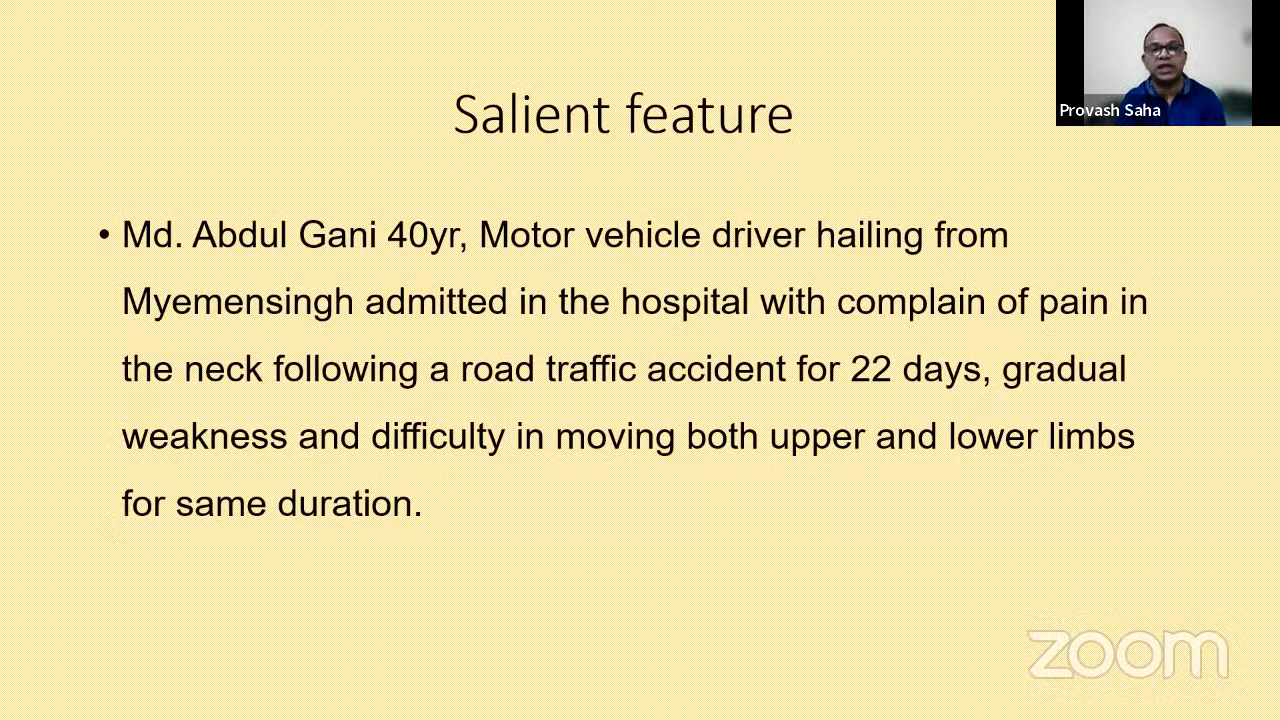 Provash Saha
Salient feature
• Md. Abdul Gani 40yr, Motor vehicle driver hailing from
Myemensingh admitted in the hospital with complain of pain in
the neck following a road traffic accident for 22 days, gradual
weakness and difficulty in moving both upper and lower limbs
for same duration.
zoom